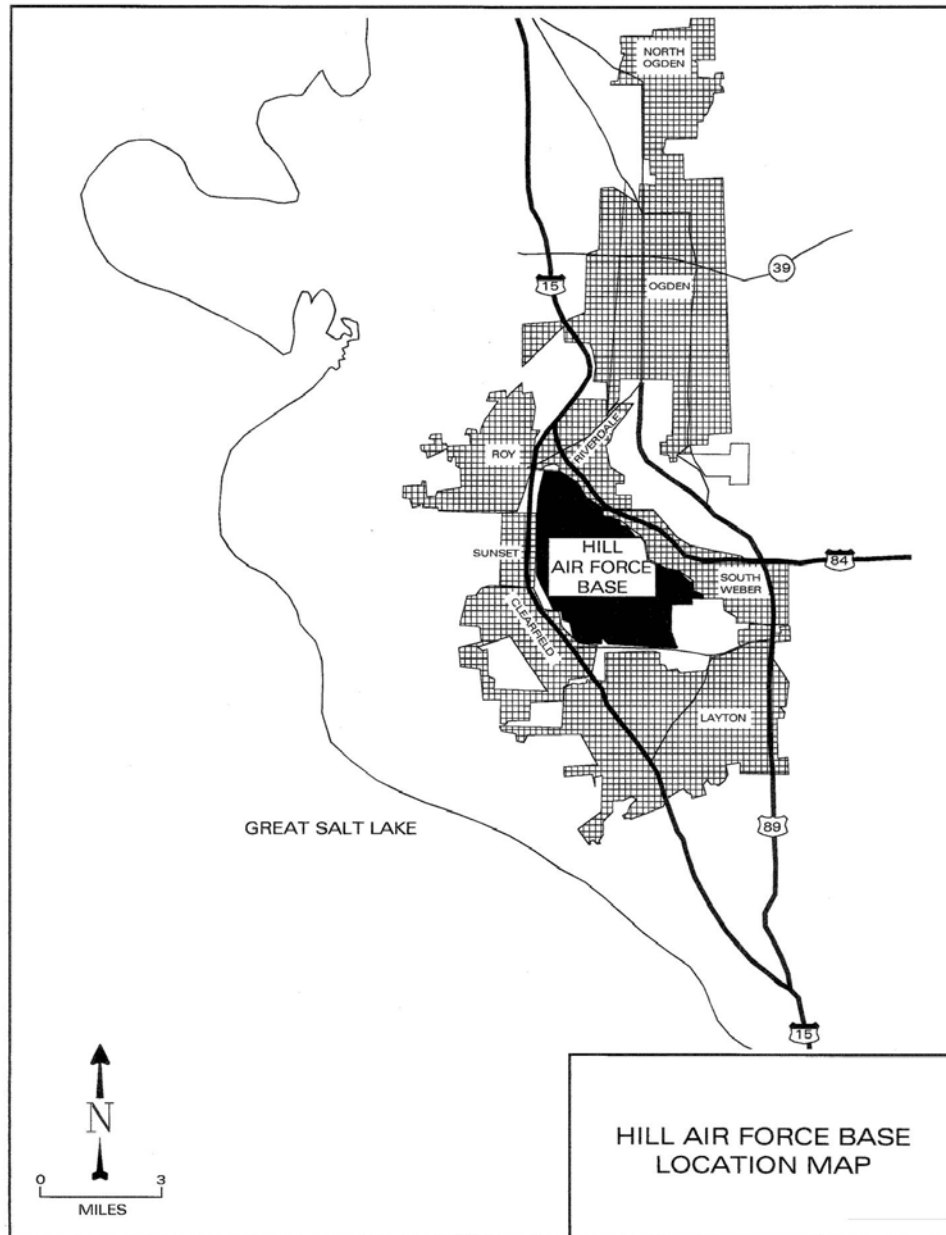 NORTH
OGDEN
39
15
OGDEN
RIVERDALE
ROY
HILL
AIR FORCE
BASE
SUNSET
84
SOUTH
WEBER
CLEARFIELD
LAYTON
GREAT SALT LAKE
89
15
N
0 3
MILES
HILL AIR FORCE BASE
LOCATION MAP